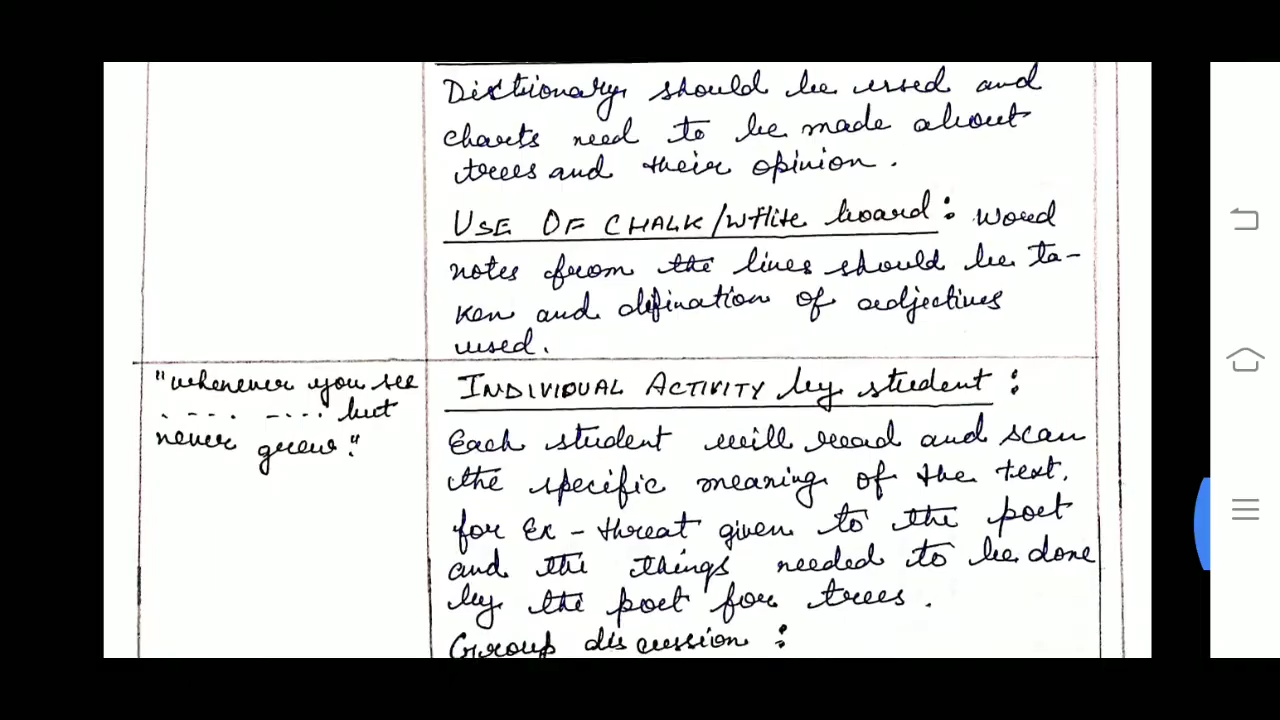 Dictionary should be used and
charts need to be made about
trees and their opinion.
USE OF CHALK/White board: Word
notes from the lines should be ta-
ken and defination of adjectives
used.
"whenever you see
. - - - . - - - . but
never grew."
INDIVIDUAL ACTIVITY by student:
Each student will read and scan
the specific meaning of the text.
for Ex - threat given to the poet
and the things needed to be done
by the poet for trees.
Group discussion: